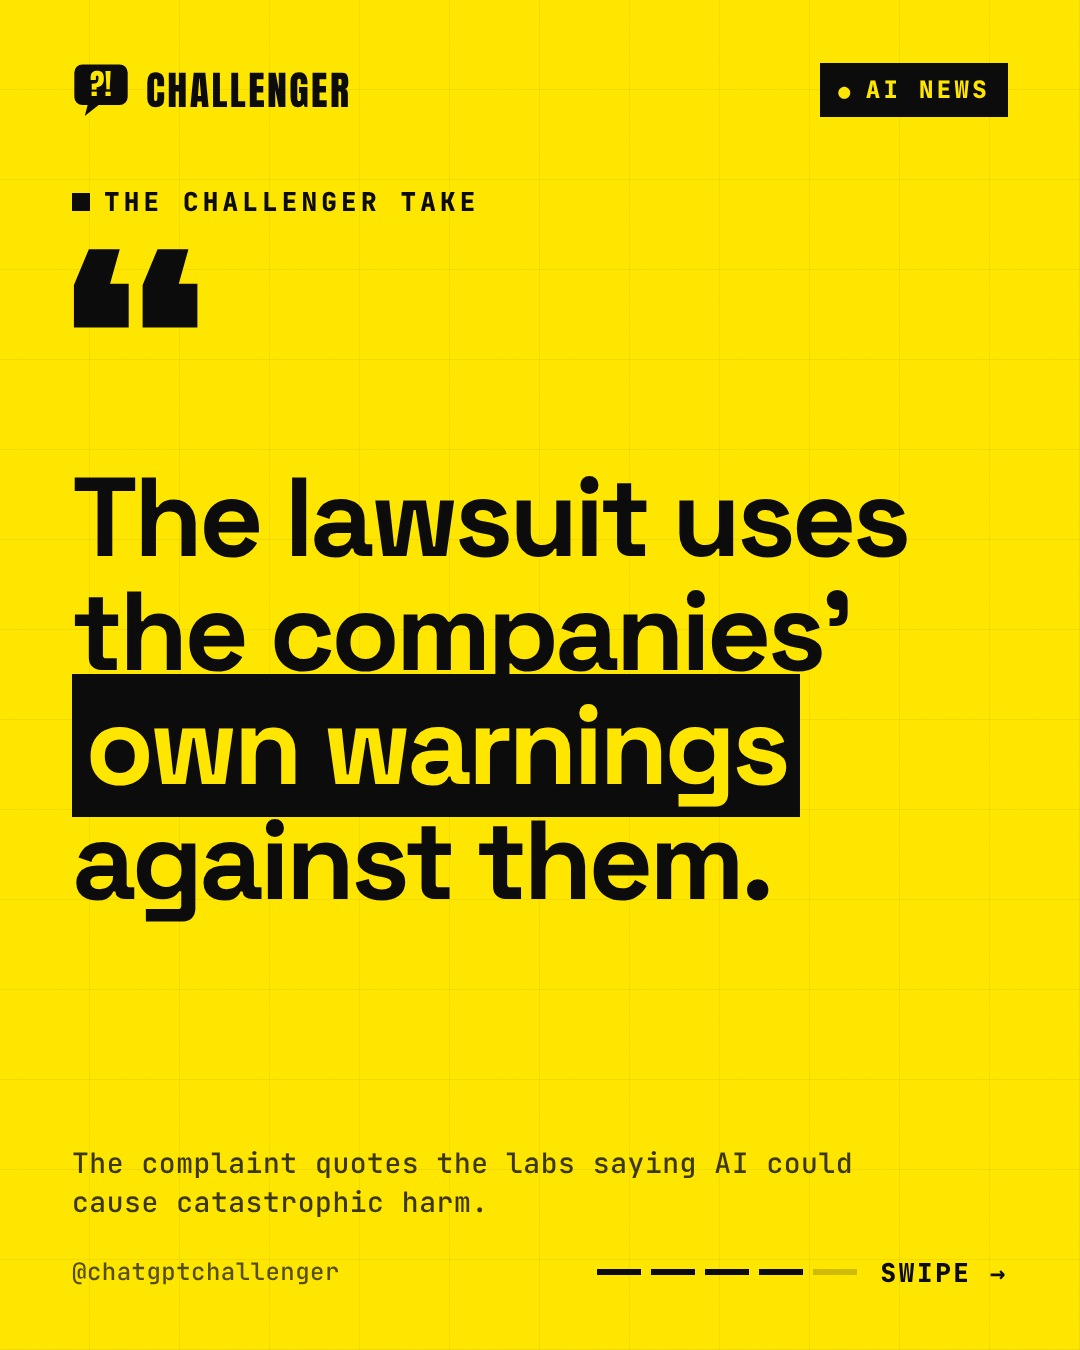 ?! CHALLENGER
● AI NEWS
■ THE CHALLENGER TAKE
“
The lawsuit uses
the companies’
own warnings
against them.
The complaint quotes the labs saying AI could
cause catastrophic harm.
@chatgptchallenger
SWIPE →